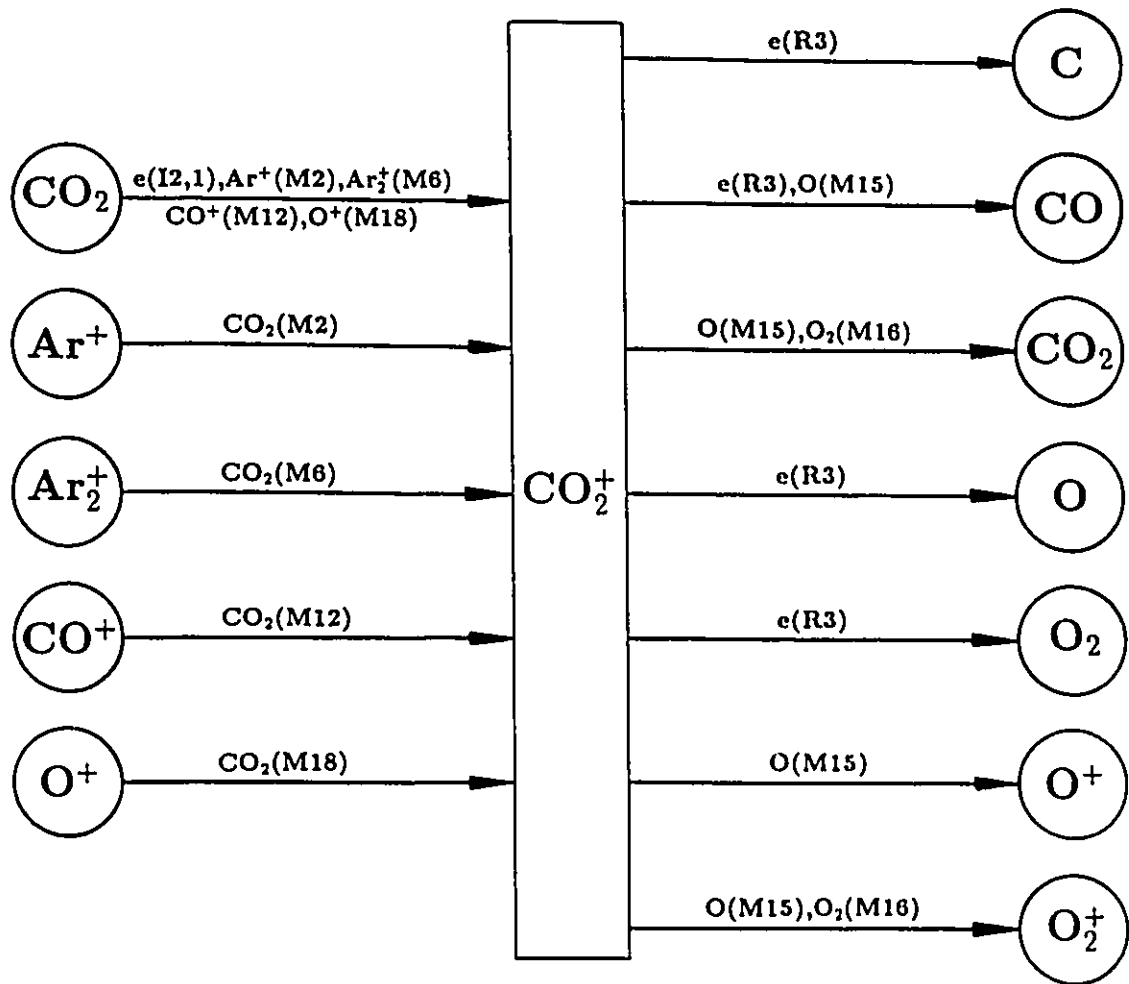 e(R3)
C
CO₂
e(I2,1),Ar⁺(M2),Ar₂⁺(M6)
CO⁺(M12),O⁺(M18)
e(R3),O(M15)
CO
Ar⁺
CO₂(M2)
O(M15),O₂(M16)
CO₂
Ar₂⁺
CO₂(M6)
CO₂⁺
e(R3)
O
CO⁺
CO₂(M12)
e(R3)
O₂
O⁺
CO₂(M18)
O(M15)
O⁺
O(M15),O₂(M16)
O₂⁺